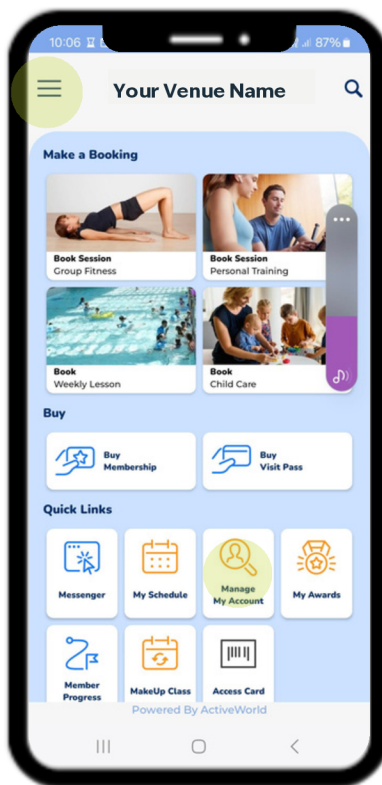 10:06
87%
Your Venue Name
Make a Booking
Book Session
Group Fitness
Book Session
Personal Training
Book
Weekly Lesson
Book
Child Care
Buy
Buy
Membership
Buy
Visit Pass
Quick Links
Messenger
My Schedule
Manage
My Account
My Awards
Member
Progress
MakeUp Class
Access Card
Powered By ActiveWorld